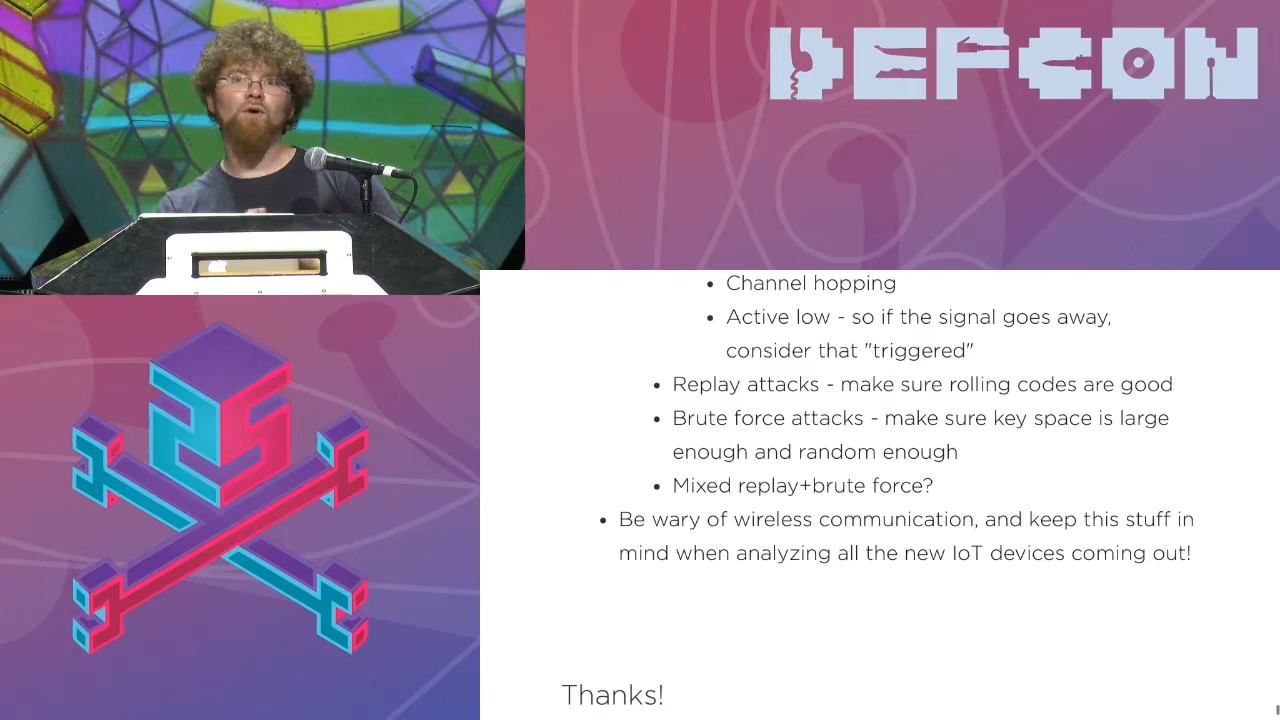 DEFCON
Channel hopping
Active low - so if the signal goes away,
consider that "triggered"
Replay attacks - make sure rolling codes are good
Brute force attacks - make sure key space is large
enough and random enough
Mixed replay+brute force?
Be wary of wireless communication, and keep this stuff in
mind when analyzing all the new IoT devices coming out!
Thanks!